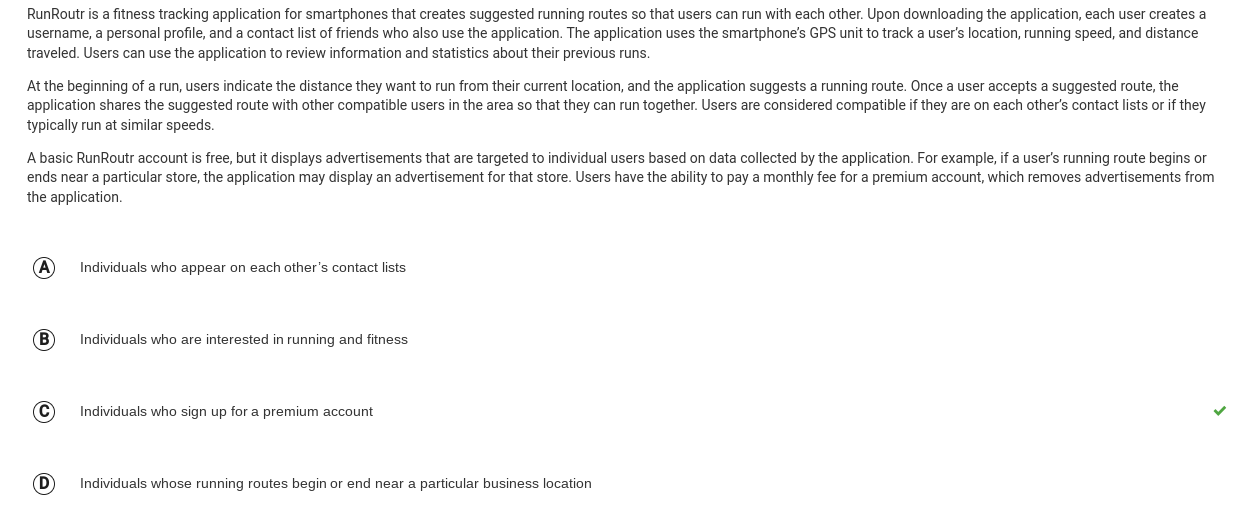 RunRoutr is a fitness tracking application for smartphones that creates suggested running routes so that users can run with each other. Upon downloading the application, each user creates a
username, a personal profile, and a contact list of friends who also use the application. The application uses the smartphone’s GPS unit to track a user’s location, running speed, and distance
traveled. Users can use the application to review information and statistics about their previous runs.
At the beginning of a run, users indicate the distance they want to run from their current location, and the application suggests a running route. Once a user accepts a suggested route, the
application shares the suggested route with other compatible users in the area so that they can run together. Users are considered compatible if they are on each other’s contact lists or if they
typically run at similar speeds.
A basic RunRoutr account is free, but it displays advertisements that are targeted to individual users based on data collected by the application. For example, if a user’s running route begins or
ends near a particular store, the application may display an advertisement for that store. Users have the ability to pay a monthly fee for a premium account, which removes advertisements from
the application.
A Individuals who appear on each other’s contact lists
B Individuals who are interested in running and fitness
C Individuals who sign up for a premium account
D Individuals whose running routes begin or end near a particular business location